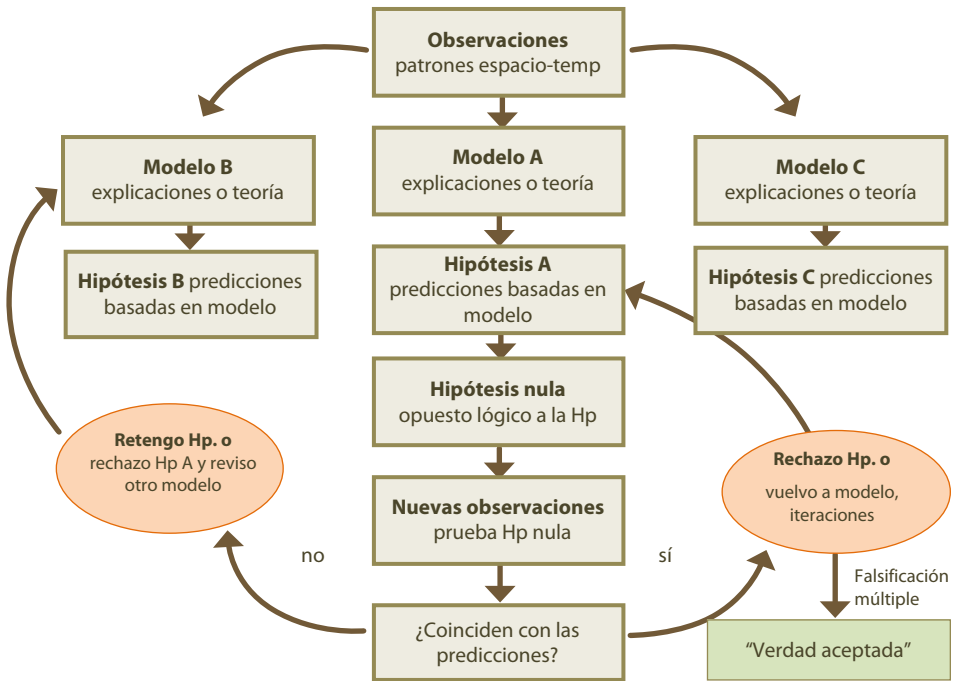 Observaciones
patrones espacio-temp
Modelo B
explicaciones o teoría
Modelo A
explicaciones o teoría
Modelo C
explicaciones o teoría
Hipótesis B predicciones
basadas en modelo
Hipótesis A
predicciones basadas en
modelo
Hipótesis C predicciones
basadas en modelo
Hipótesis nula
opuesto lógico a la Hp
Retengo Hp. o
rechazo Hp A y reviso
otro modelo
Rechazo Hp. o
vuelvo a modelo,
iteraciones
Nuevas observaciones
prueba Hp nula
no
sí
Falsificación
múltiple
¿Coinciden con las
predicciones?
“Verdad aceptada”